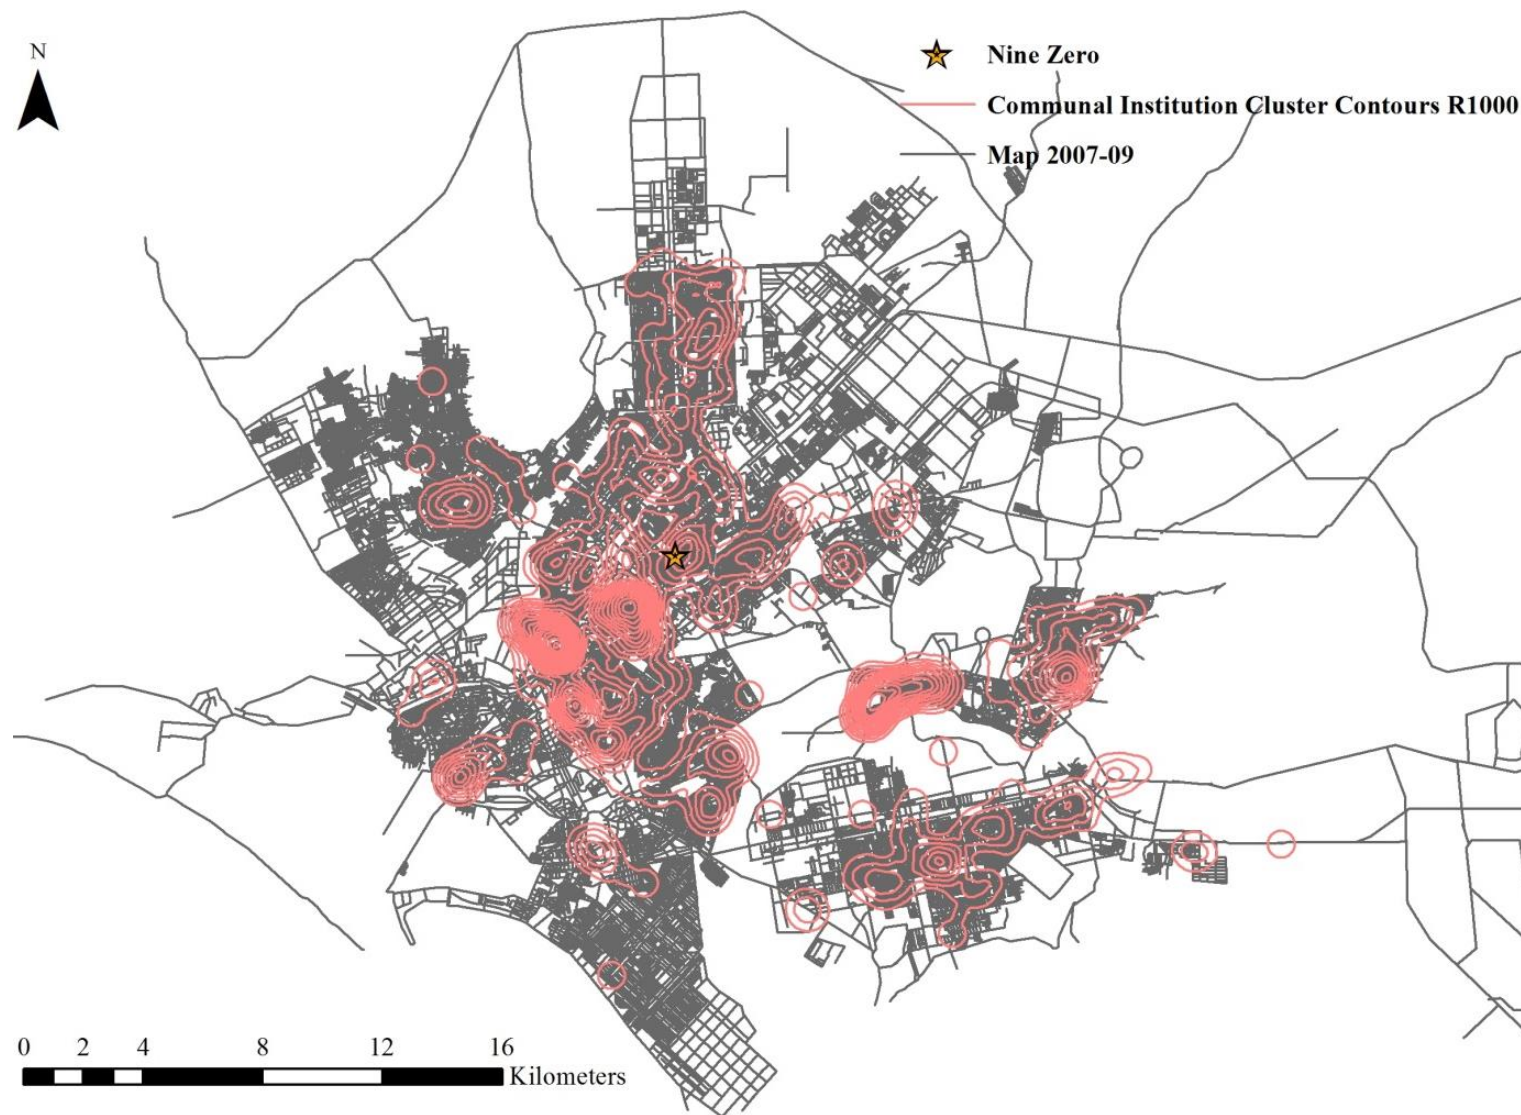 N
Nine Zero
Communal Institution Cluster Contours R1000
Map 2007-09
0 2 4 8 12 16
Kilometers